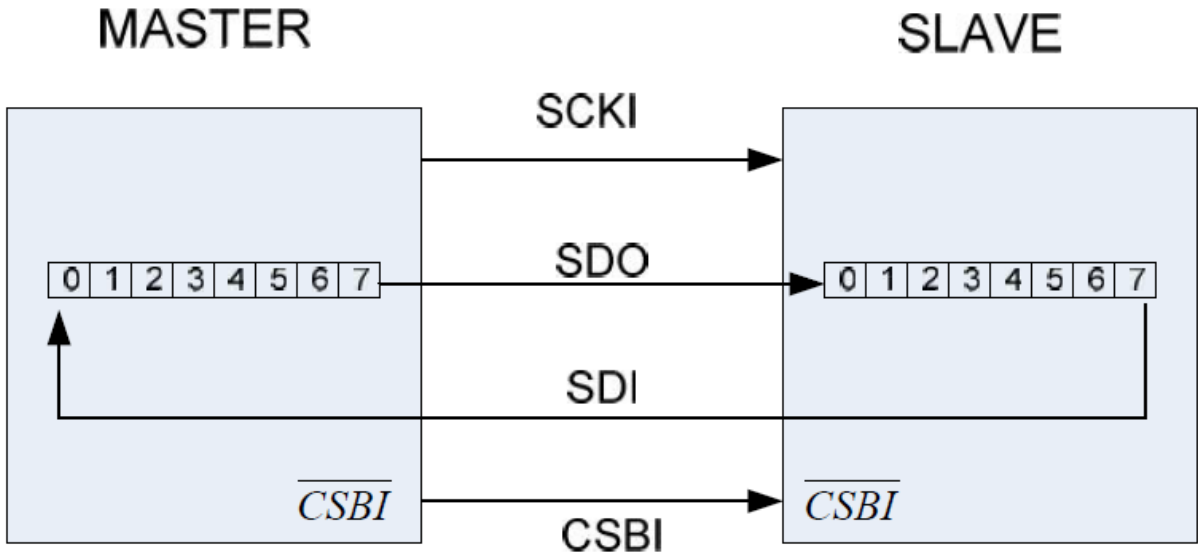 MASTER
SLAVE
SCKI
SDO
0 1 2 3 4 5 6 7
0 1 2 3 4 5 6 7
SDI
CSBI
CSBI
CSBI